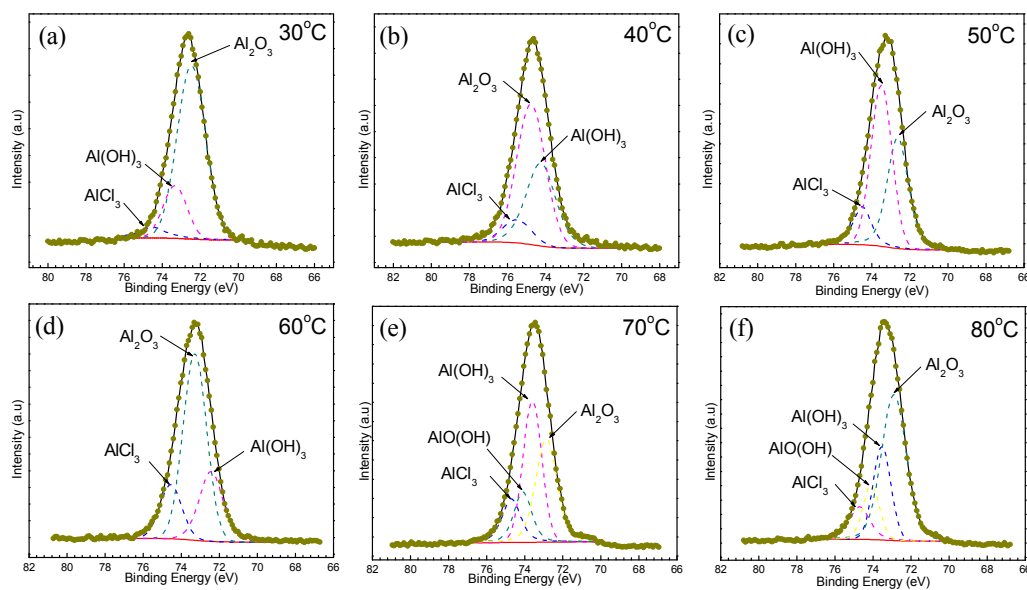 (a)
30°C
Al₂O₃
Al(OH)₃
AlCl₃
Intensity (a.u)
80 78 76 74 72 70 68 66
Binding Energy (eV)
(b)
40°C
Al₂O₃
Al(OH)₃
AlCl₃
Intensity (a.u)
82 80 78 76 74 72 70 68
Binding Energy (eV)
(c)
50°C
Al(OH)₃
Al₂O₃
AlCl₃
Intensity (a.u)
82 80 78 76 74 72 70 68 66
Binding Energy (eV)
(d)
60°C
Al₂O₃
AlCl₃
Al(OH)₃
Intensity (a.u)
82 80 78 76 74 72 70 68 66
Binding Energy (eV)
(e)
70°C
Al(OH)₃
Al₂O₃
AlO(OH)
AlCl₃
Intensity (a.u)
82 80 78 76 74 72 70 68 66
Binding Energy (eV)
(f)
80°C
Al₂O₃
Al(OH)₃
AlO(OH)
AlCl₃
Intensity (a.u)
82 80 78 76 74 72 70 68 66
Binding Energy (eV)